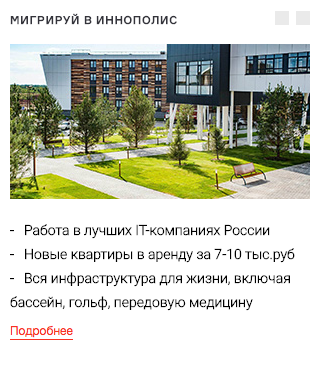 МИГРИРУЙ В ИННОПОЛИС
- Работа в лучших IT-компаниях России
- Новые квартиры в аренду за 7-10 тыс.руб
- Вся инфраструктура для жизни, включая
бассейн, гольф, передовую медицину
Подробнее